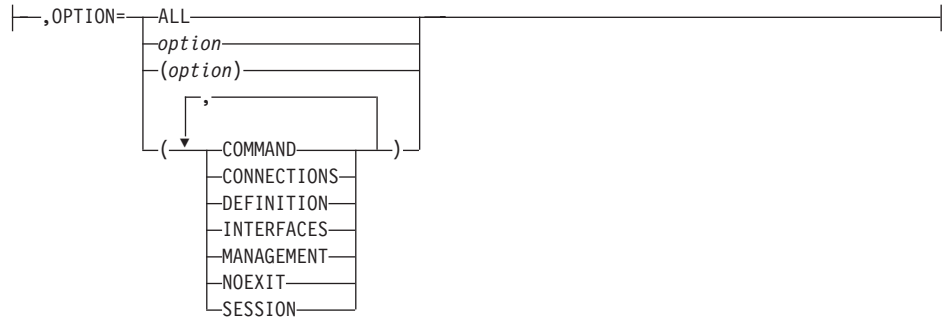 ,OPTION= ALL
option
(option)
,
( COMMAND )
CONNECTIONS
DEFINITION
INTERFACES
MANAGEMENT
NOEXIT
SESSION